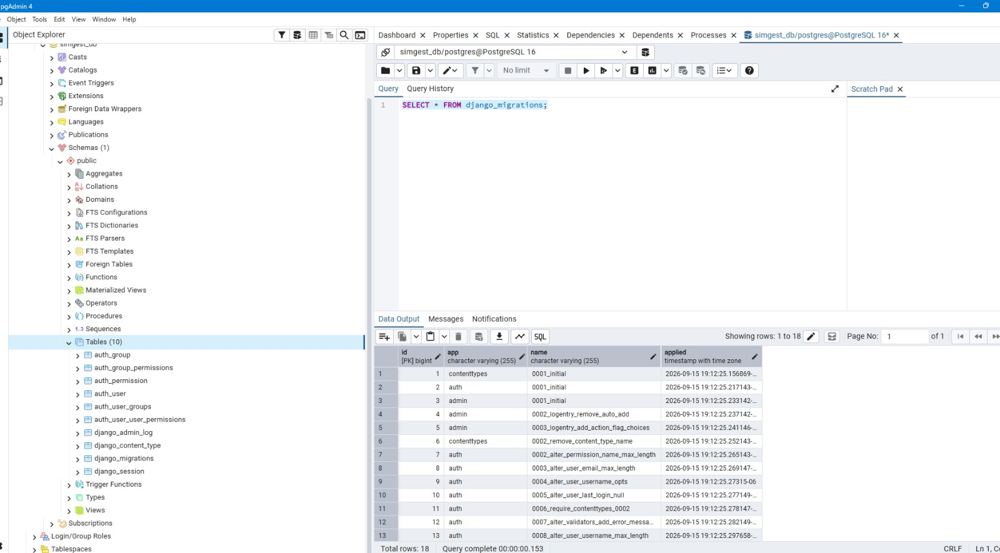 pgAdmin 4
Object Tools Edit View Window Help
Object Explorer
simgest_db
Casts
Catalogs
Event Triggers
Extensions
Foreign Data Wrappers
Languages
Publications
Schemas (1)
public
Aggregates
Collations
Domains
FTS Configurations
FTS Dictionaries
Aa FTS Parsers
FTS Templates
Foreign Tables
Functions
Materialized Views
Operators
Procedures
1..3 Sequences
Tables (10)
auth_group
auth_group_permissions
auth_permission
auth_user
auth_user_groups
auth_user_user_permissions
django_admin_log
django_content_type
django_migrations
django_session
Trigger Functions
Types
Views
Subscriptions
Login/Group Roles
Tablespaces
Dashboard Properties SQL Statistics Dependencies Dependents Processes simgest_db/postgres@PostgreSQL 16*
simgest_db/postgres@PostgreSQL 16
No limit E
Query Query History
Scratch Pad
1 SELECT * FROM django_migrations;
Data Output Messages Notifications
SQL Showing rows: 1 to 18 Page No: 1 of 1
id app name applied
[PK] bigint character varying (255) character varying (255) timestamp with time zone
1 1 contenttypes 0001_initial 2026-09-15 19:12:25.156869-...
2 2 auth 0001_initial 2026-09-15 19:12:25.217143-...
3 3 admin 0001_initial 2026-09-15 19:12:25.233142-...
4 4 admin 0002_logentry_remove_auto_add 2026-09-15 19:12:25.237142-...
5 5 admin 0003_logentry_add_action_flag_choices 2026-09-15 19:12:25.241146-...
6 6 contenttypes 0002_remove_content_type_name 2026-09-15 19:12:25.252143-...
7 7 auth 0002_alter_permission_name_max_length 2026-09-15 19:12:25.265143-...
8 8 auth 0003_alter_user_email_max_length 2026-09-15 19:12:25.269147-...
9 9 auth 0004_alter_user_username_opts 2026-09-15 19:12:25.27315-06
10 10 auth 0005_alter_user_last_login_null 2026-09-15 19:12:25.277149-...
11 11 auth 0006_require_contenttypes_0002 2026-09-15 19:12:25.278147-...
12 12 auth 0007_alter_validators_add_error_messa... 2026-09-15 19:12:25.282149-...
13 13 auth 0008_alter_user_username_max_length 2026-09-15 19:12:25.297658-...
Total rows: 18 Query complete 00:00:00.153 CRLF Ln 1,